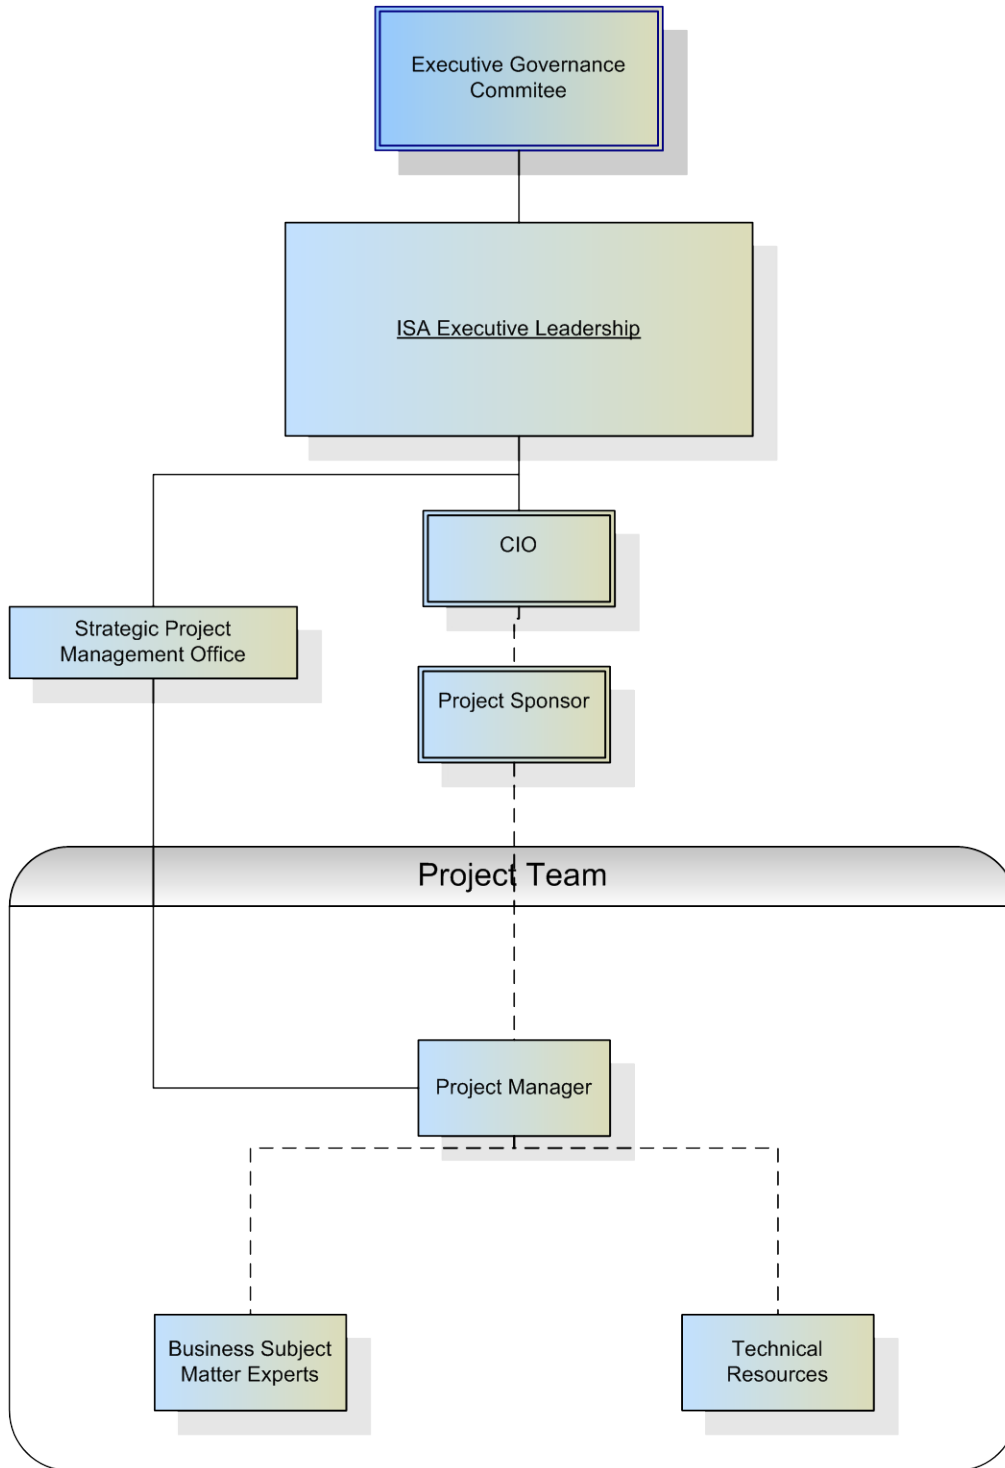 Executive Governance
Commitee
ISA Executive Leadership
CIO
Strategic Project
Management Office
Project Sponsor
Project Team
Project Manager
Business Subject
Matter Experts
Technical
Resources